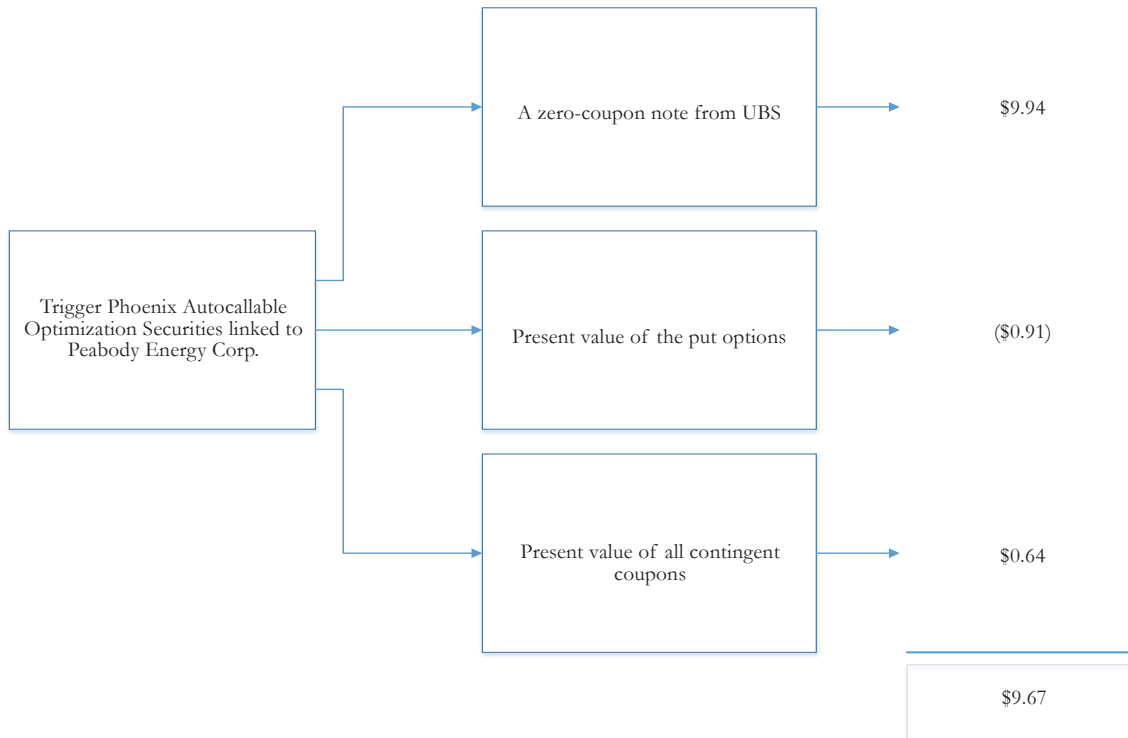 A zero-coupon note from UBS
$9.94
Trigger Phoenix Autocallable
Optimization Securities linked to
Peabody Energy Corp.
Present value of the put options
($0.91)
Present value of all contingent
coupons
$0.64
$9.67